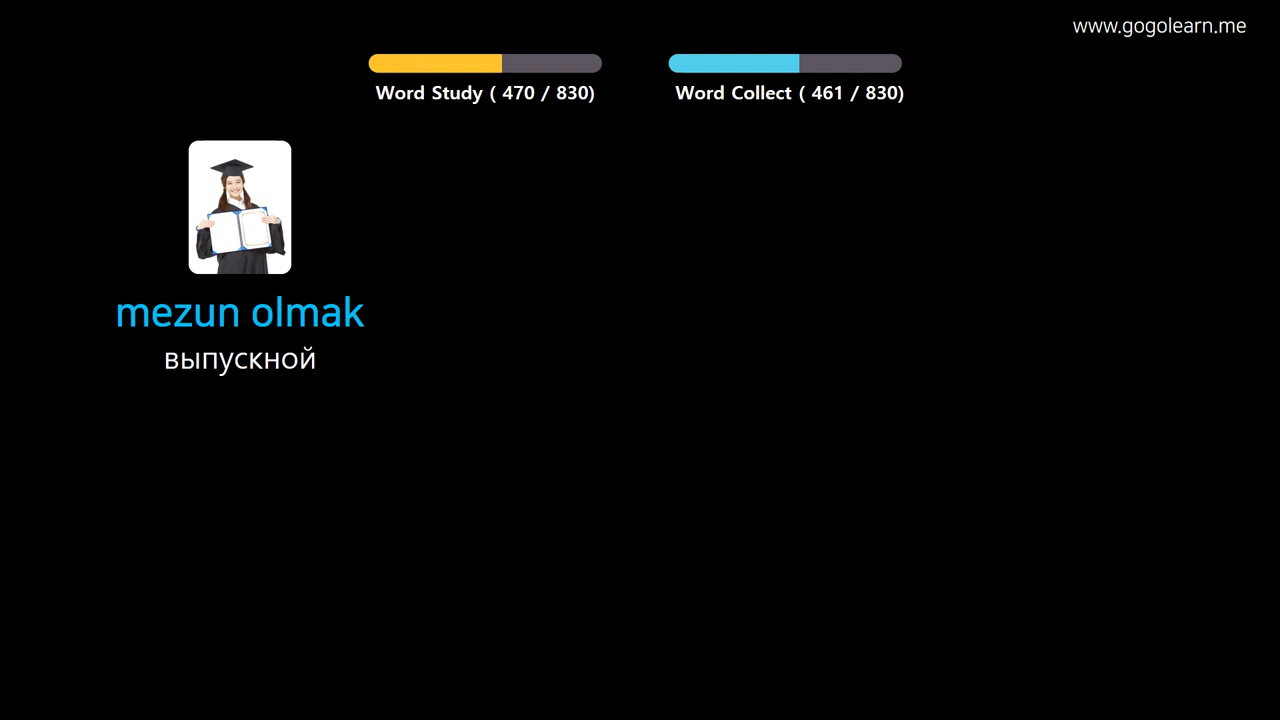 www.gogolearn.me
Word Study ( 470 / 830)
Word Collect ( 461 / 830)
mezun olmak
выпускной